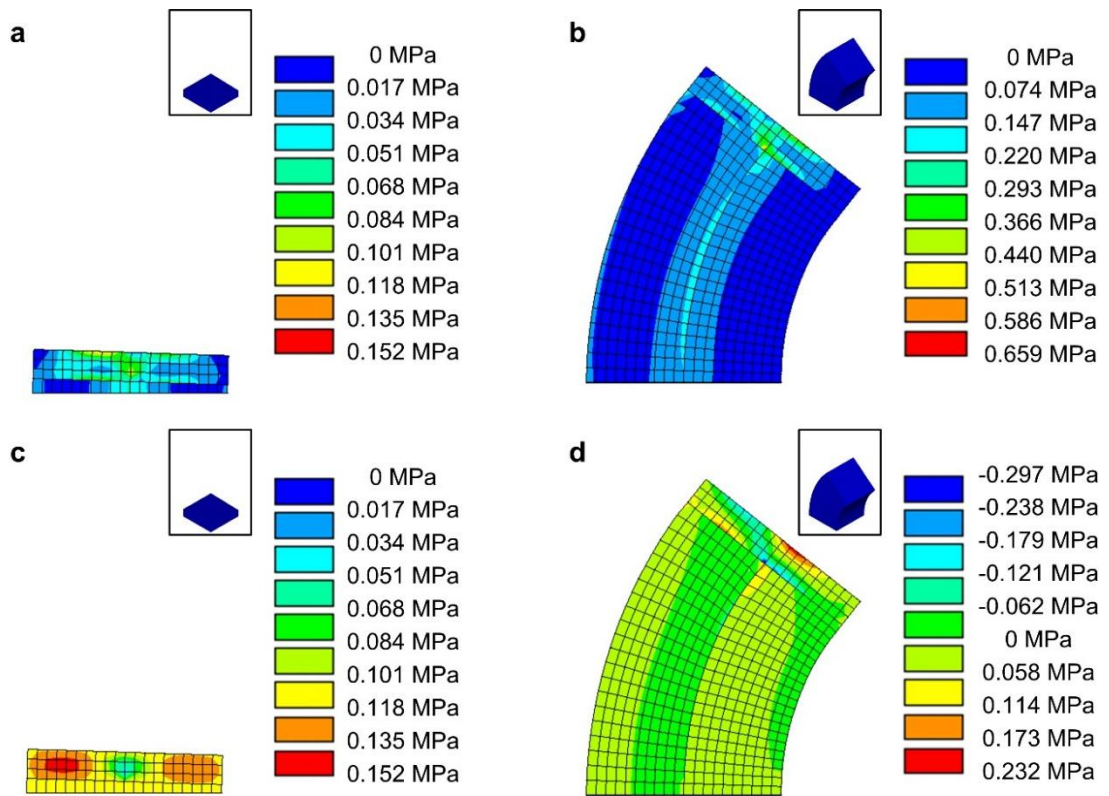 a
0 MPa
0.017 MPa
0.034 MPa
0.051 MPa
0.068 MPa
0.084 MPa
0.101 MPa
0.118 MPa
0.135 MPa
0.152 MPa
b
0 MPa
0.074 MPa
0.147 MPa
0.220 MPa
0.293 MPa
0.366 MPa
0.440 MPa
0.513 MPa
0.586 MPa
0.659 MPa
c
0 MPa
0.017 MPa
0.034 MPa
0.051 MPa
0.068 MPa
0.084 MPa
0.101 MPa
0.118 MPa
0.135 MPa
0.152 MPa
d
-0.297 MPa
-0.238 MPa
-0.179 MPa
-0.121 MPa
-0.062 MPa
0 MPa
0.058 MPa
0.114 MPa
0.173 MPa
0.232 MPa